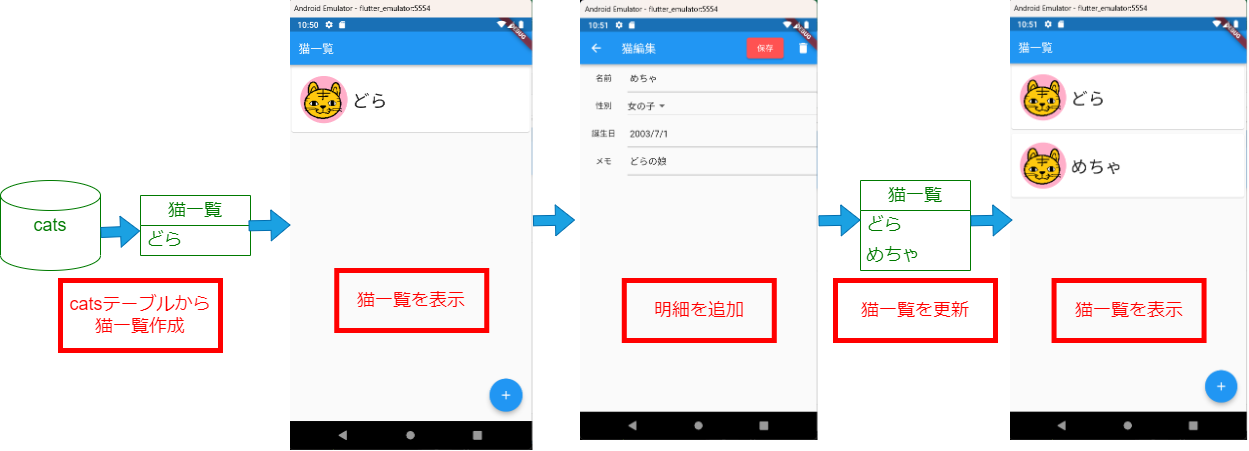 cats
猫一覧
どら
catsテーブルから
猫一覧作成
Android Emulator - flutter_emulator:5554
10:50
DEBUG
猫一覧
どら
猫一覧を表示
+
Android Emulator - flutter_emulator:5554
10:51
DEBUG
猫編集
保存
名前
めちゃ
性別
女の子
誕生日
2003/7/1
メモ
どらの娘
明細を追加
猫一覧
どら
めちゃ
猫一覧を更新
Android Emulator - flutter_emulator:5554
10:51
DEBUG
猫一覧
どら
めちゃ
猫一覧を表示
+